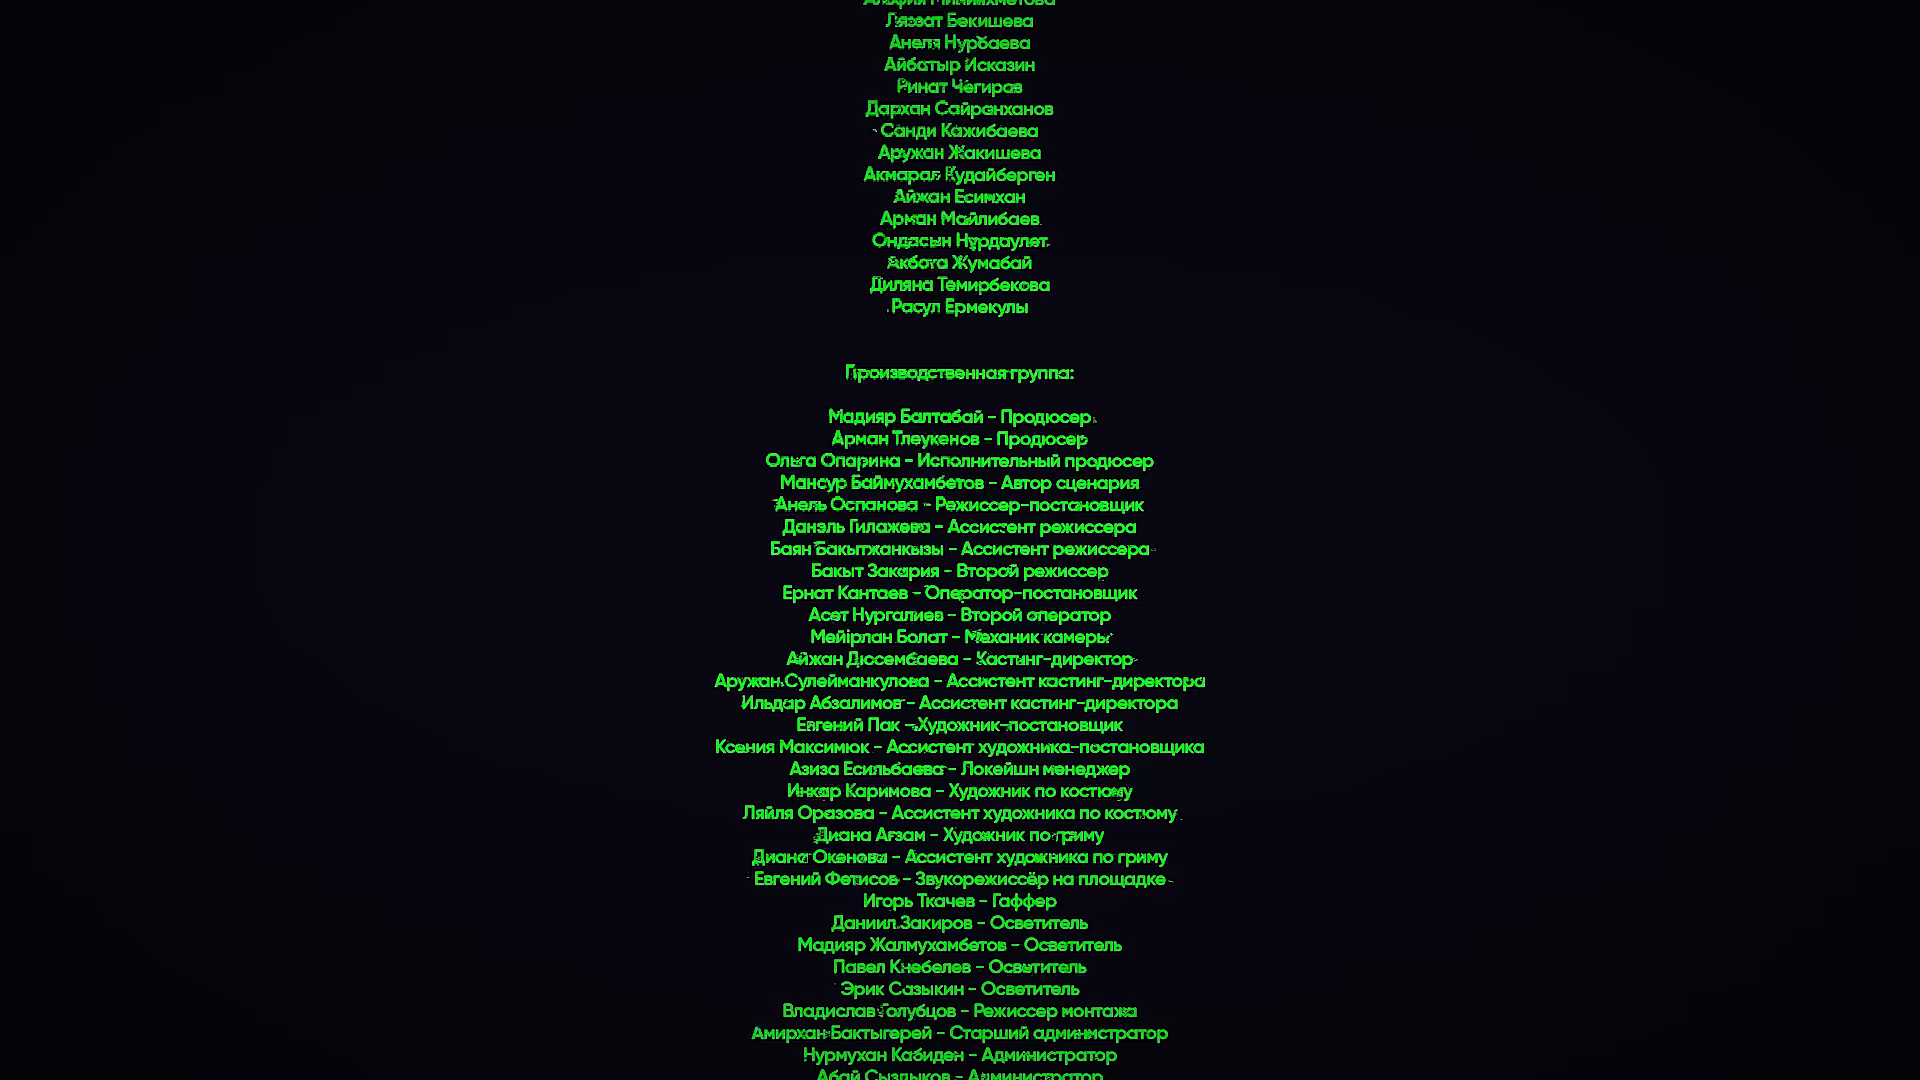 Ляззат Бекишева
Анеля Нурбаева
Айбатыр Исказин
Ринат Чегиров
Дархан Сайранханов
Санди Кажибаева
Аружан Жакишева
Акмарал Кудайберген
Айжан Есимхан
Арман Майлибаев
Ондасын Нурдаулет
Акбота Жумабай
Диляна Темирбекова
Расул Ермекулы
Производственная группа:
Мадияр Балтабай - Продюсер
Арман Тлеукенов - Продюсер
Ольга Опарина - Исполнительный продюсер
Мансур Баймухамбетов - Автор сценария
Анель Оспанова - Режиссер-постановщик
Данэль Гилажева - Ассистент режиссера
Баян Бакытжанкызы - Ассистент режиссера
Бакыт Закария - Второй режиссер
Ернат Кантаев - Оператор-постановщик
Асет Нургалиев - Второй оператор
Мейірлан Болат - Механик камеры
Айжан Дюсембаева - Кастинг-директор
Аружан Сулейманкулова - Ассистент кастинг-директора
Ильдар Абзалимов - Ассистент кастинг-директора
Евгений Пак - Художник-постановщик
Ксения Максимюк - Ассистент художника-постановщика
Азиза Есильбаева - Локейшн менеджер
Инкар Каримова - Художник по костюму
Ляйля Оразова - Ассистент художника по костюму
Диана Ағзам - Художник по гриму
Диана Океновa - Ассистент художника по гриму
Евгений Фетисов - Звукорежиссёр на площадке
Игорь Ткачев - Гаффер
Даниил Закиров - Осветитель
Мадияр Жалмухамбетов - Осветитель
Павел Кнебелев - Осветитель
Эрик Сазыкин - Осветитель
Владислав Голубцов - Режиссер монтажа
Амирхан Бактыгерей - Старший администратор
Нурмухан Кабиден - Администратор
Абай Сыздыков - Администратор